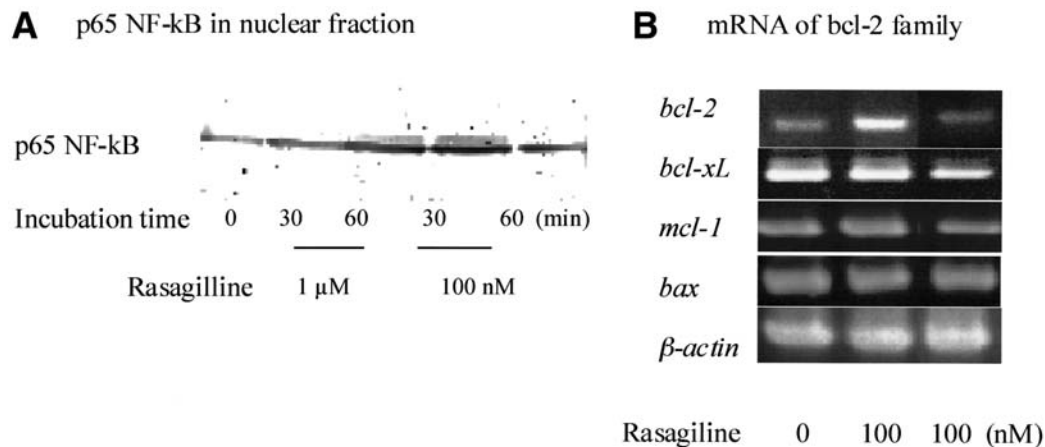 A p65 NF-kB in nuclear fraction
p65 NF-kB
Incubation time 0 30 60 30 60 (min)
Rasagilline 1 µM 100 nM
B mRNA of bcl-2 family
bcl-2
bcl-xL
mcl-1
bax
β-actin
Rasagiline 0 100 100 (nM)